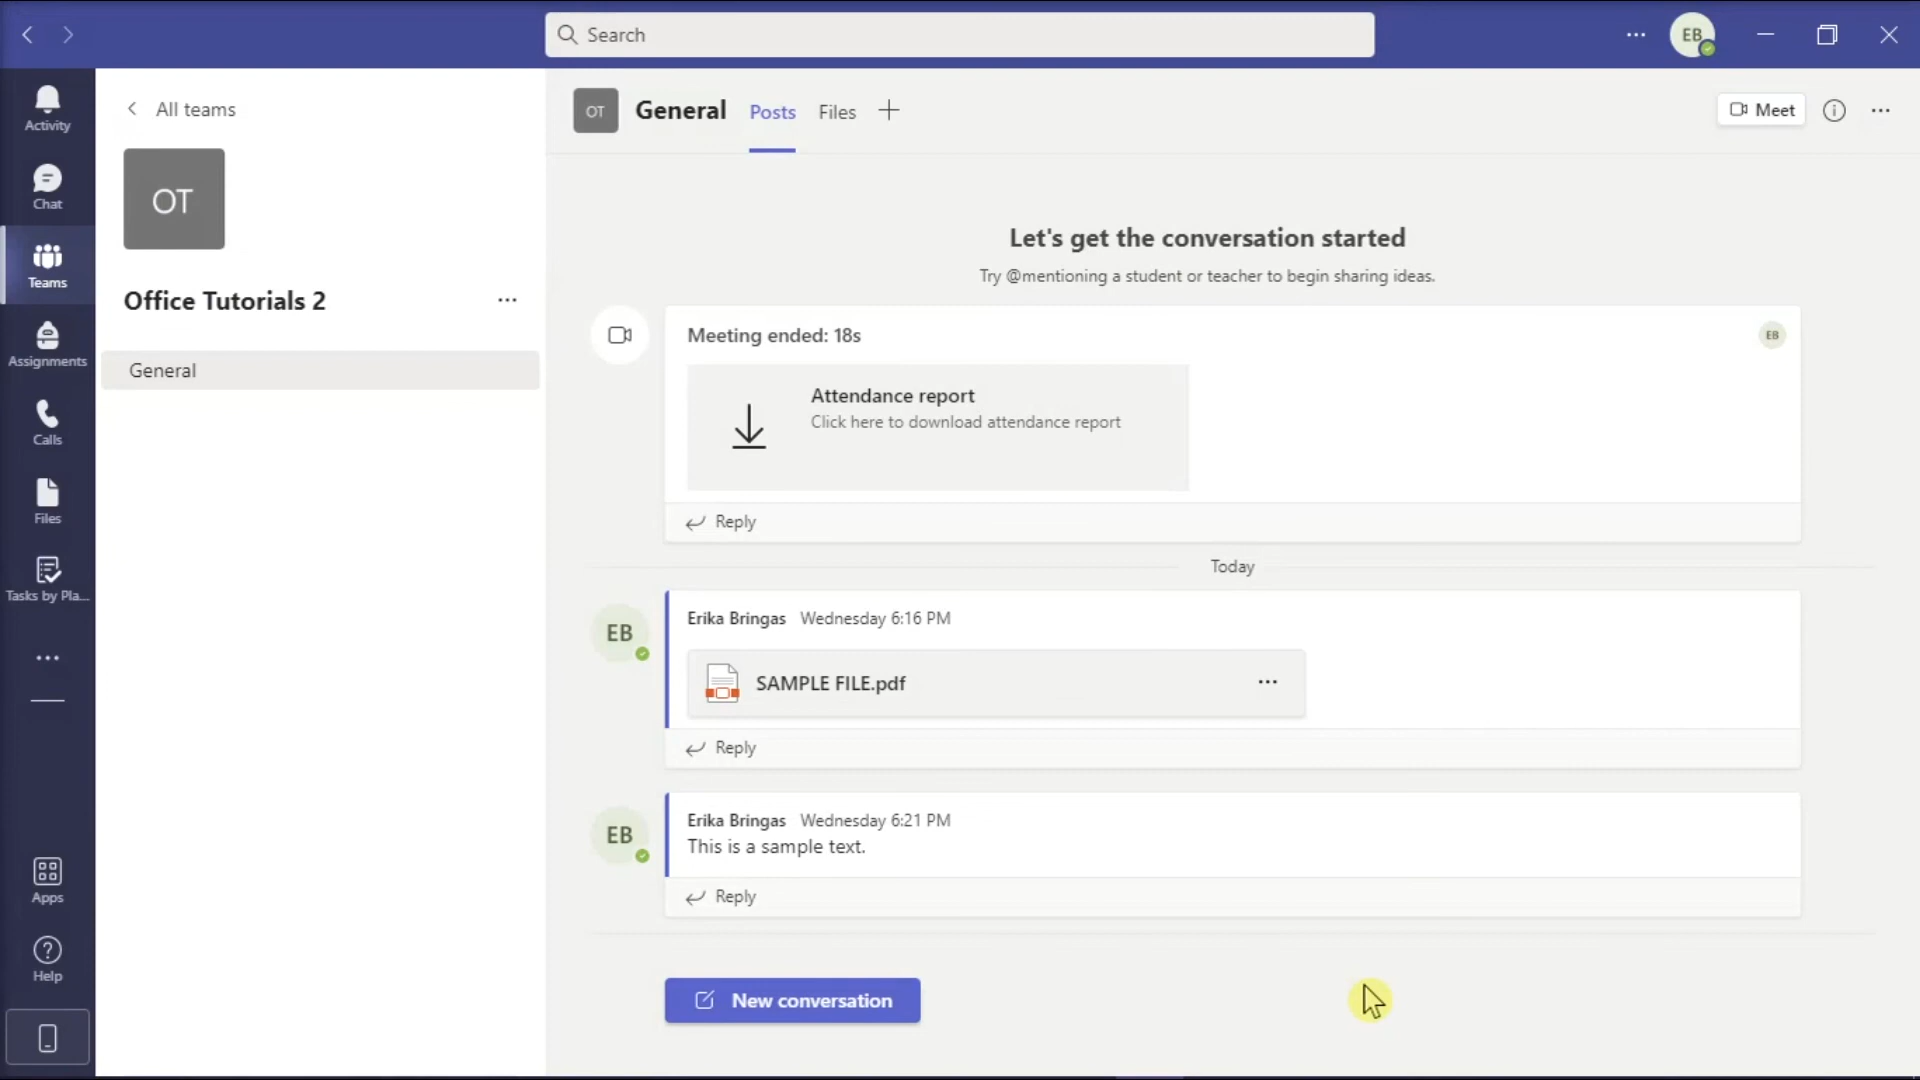 Search
EB
Activity
Chat
Teams
Assignments
Calls
Files
Tasks by Pla...
Apps
Help
All teams
OT
Office Tutorials 2
General
OT
General
Posts
Files
Meet
Let's get the conversation started
Try @mentioning a student or teacher to begin sharing ideas.
Meeting ended: 18s
EB
Attendance report
Click here to download attendance report
Reply
Today
EB
Erika Bringas Wednesday 6:16 PM
SAMPLE FILE.pdf
Reply
EB
Erika Bringas Wednesday 6:21 PM
This is a sample text.
Reply
New conversation